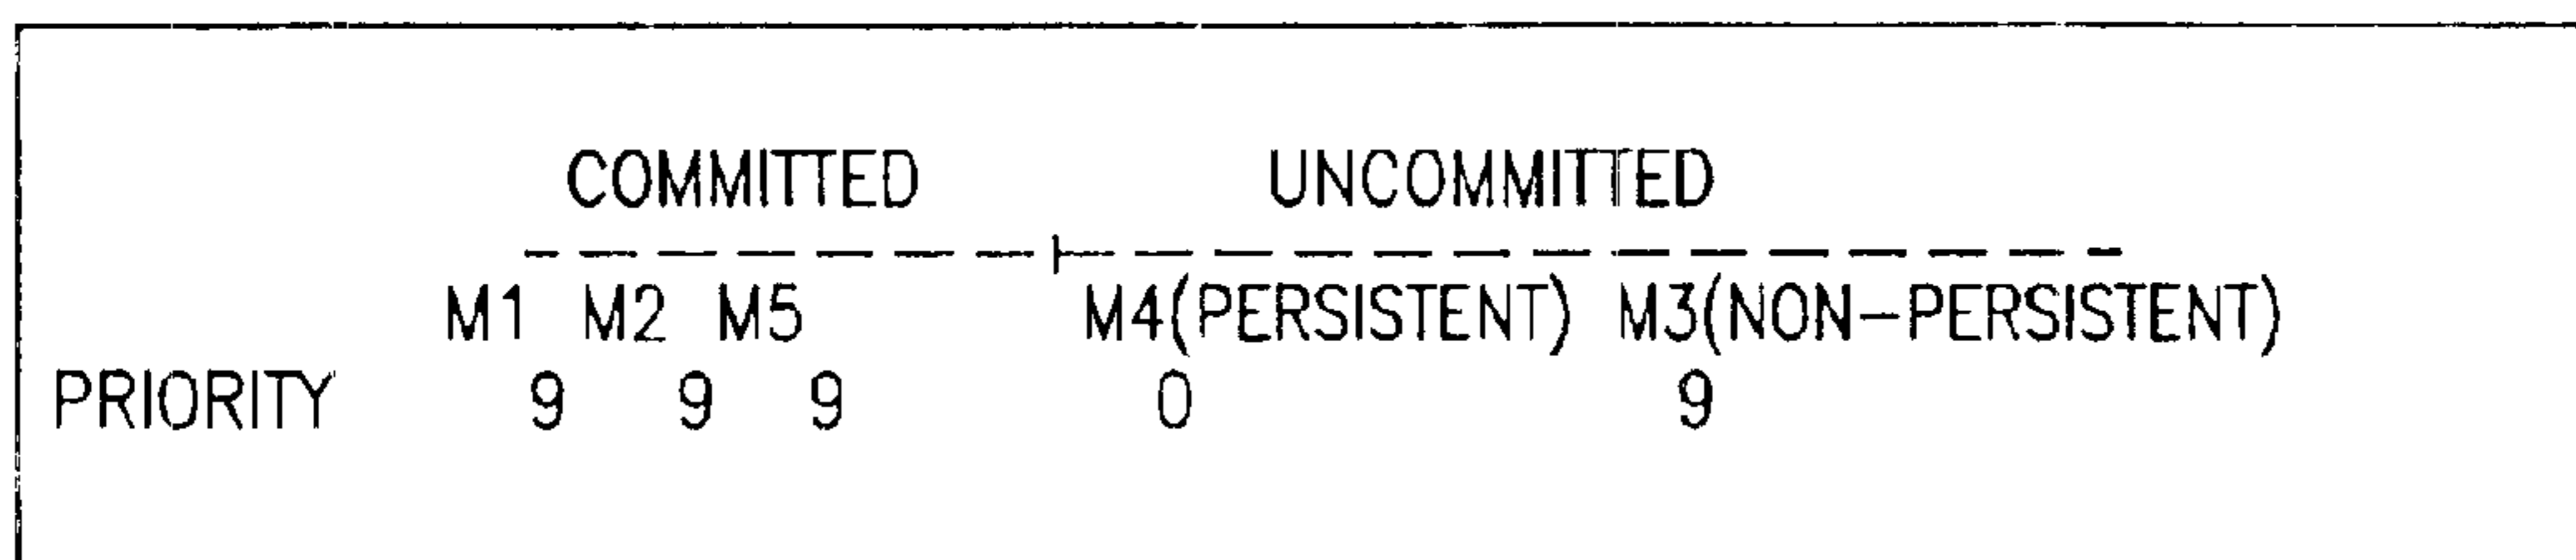 COMMITTED UNCOMMITTED
M1 M2 M5 M4(PERSISTENT) M3(NON-PERSISTENT)
PRIORITY 9 9 9 0 9